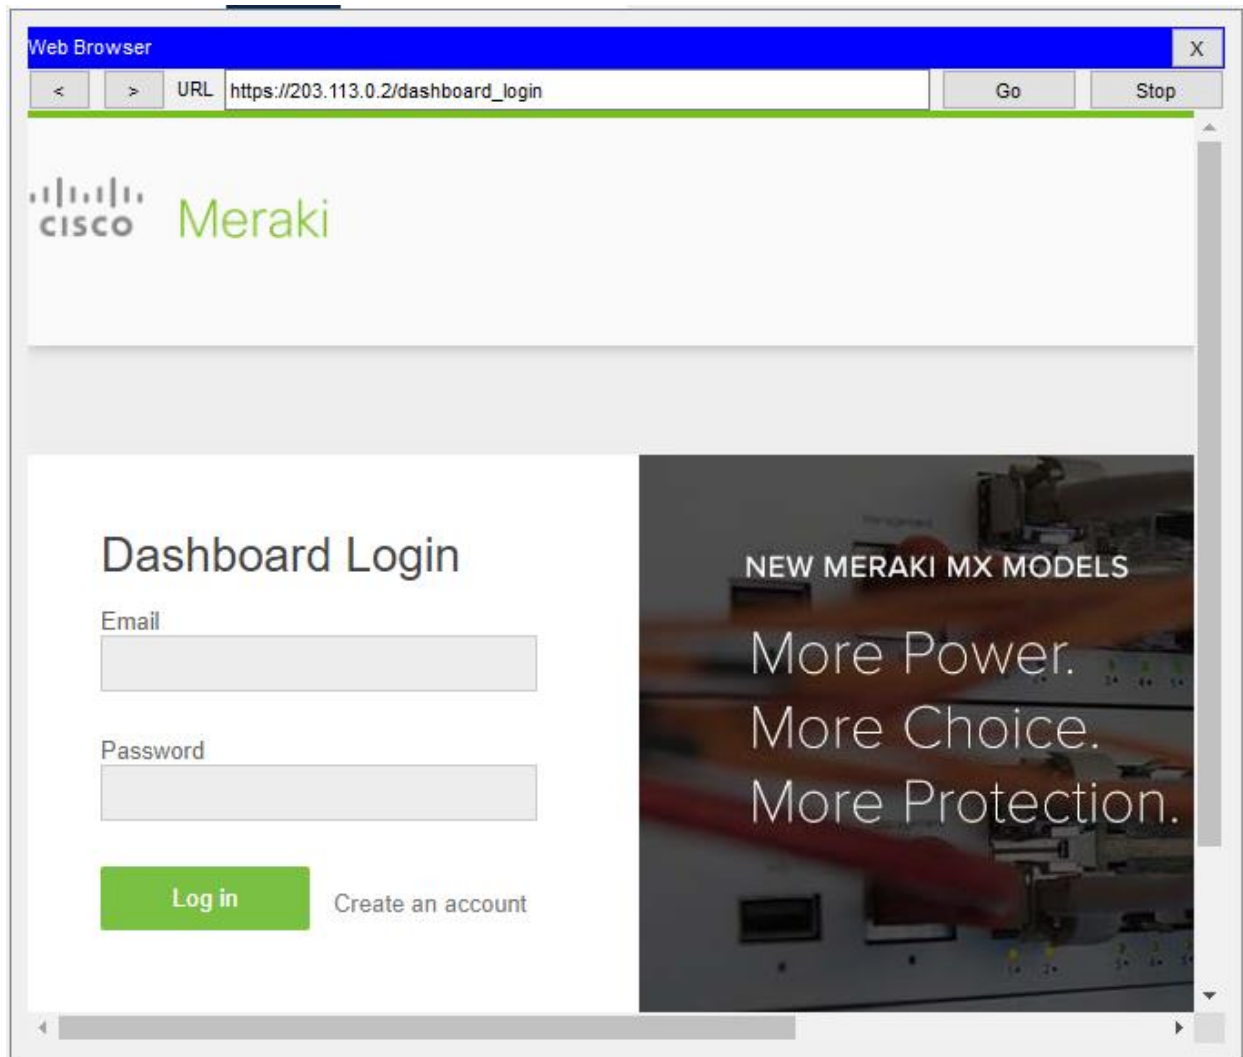 Web Browser X
< > URL https://203.113.0.2/dashboard_login Go Stop
CISCO Meraki
Dashboard Login
Email
Password
Log in Create an account
NEW MERAKI MX MODELS
More Power.
More Choice.
More Protection.